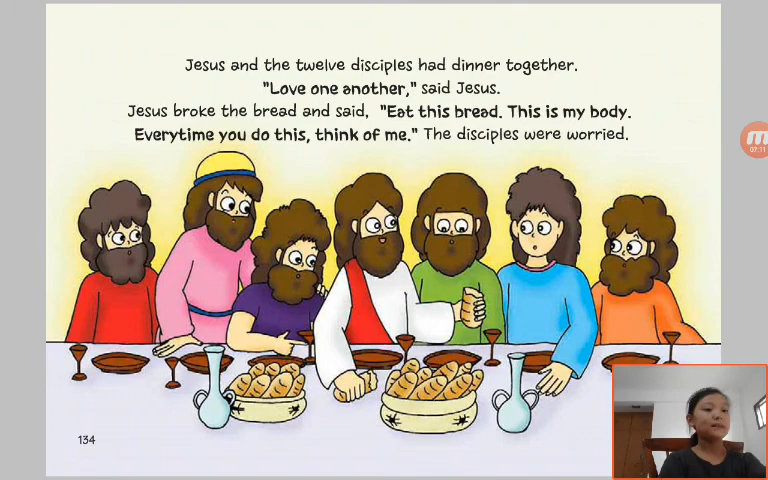 Jesus and the twelve disciples had dinner together.
"Love one another," said Jesus.
Jesus broke the bread and said, "Eat this bread. This is my body.
Everytime you do this, think of me." The disciples were worried.
134
07:11